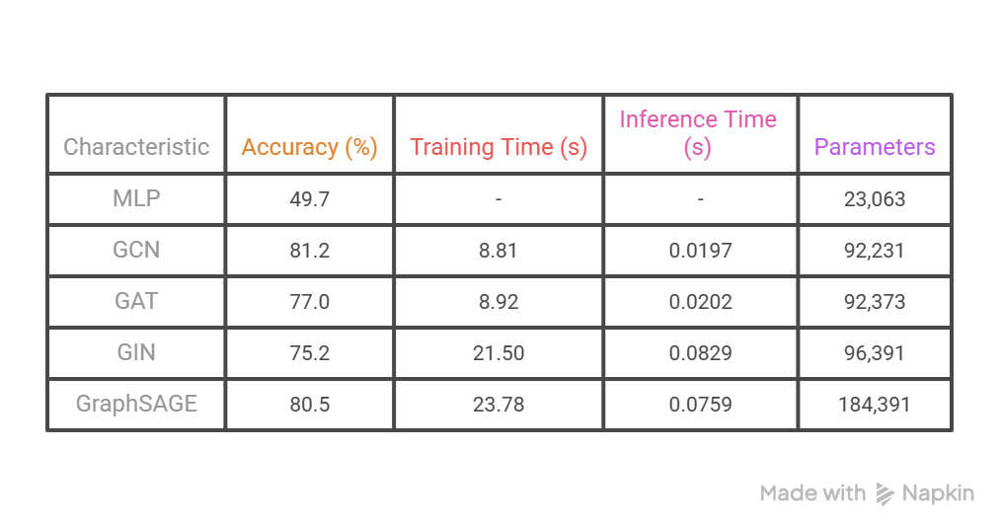 Characteristic Accuracy (%) Training Time (s) Inference Time (s) Parameters
MLP 49.7 - - 23,063
GCN 81.2 8.81 0.0197 92,231
GAT 77.0 8.92 0.0202 92,373
GIN 75.2 21.50 0.0829 96,391
GraphSAGE 80.5 23.78 0.0759 184,391
Made with Napkin